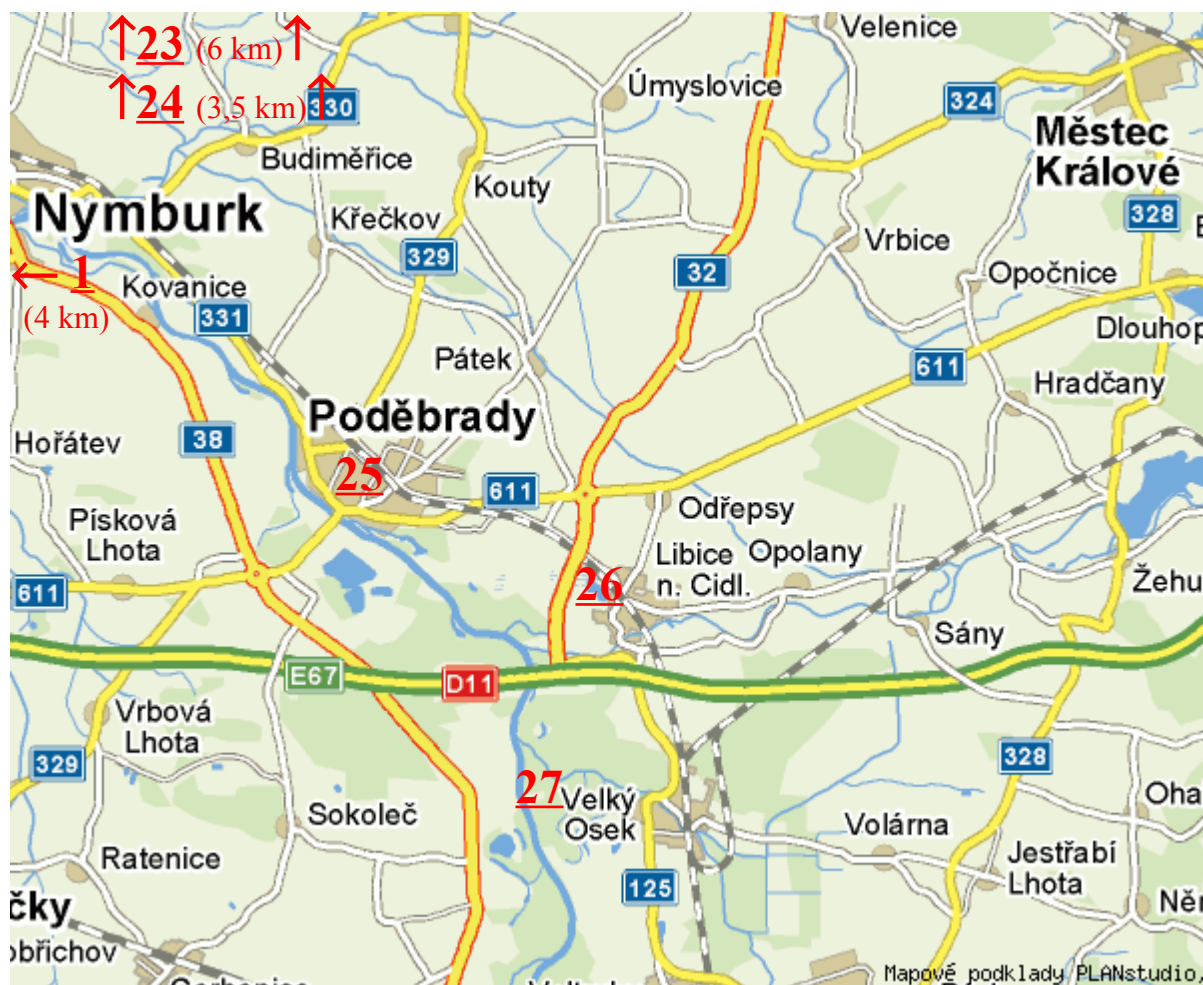 ↑23 (6 km)↑
↑24 (3,5 km)↑
330
Velenice
Úmyslovice
324
Městec
Králové
Budiměřice
Kouty
Nymburk
Křečkov
329
328
32
Vrbice
← 1
(4 km)
Kovanice
331
Opočnice
Dlouhop
Pátek
611
Hradčany
Poděbrady
Hořátev
38
25
611
Odřepsy
Písková
Lhota
611
Libice
n. Cidl.
Opolany
26
Žehu
Sány
E67
D11
Vrbová
Lhota
329
328
27
Velký
Osek
Oha
Sokoleč
Volárna
Ratenice
Jestřabí
Lhota
125
čky
obřichov
Něr
Mapové podklady PLANstudio,